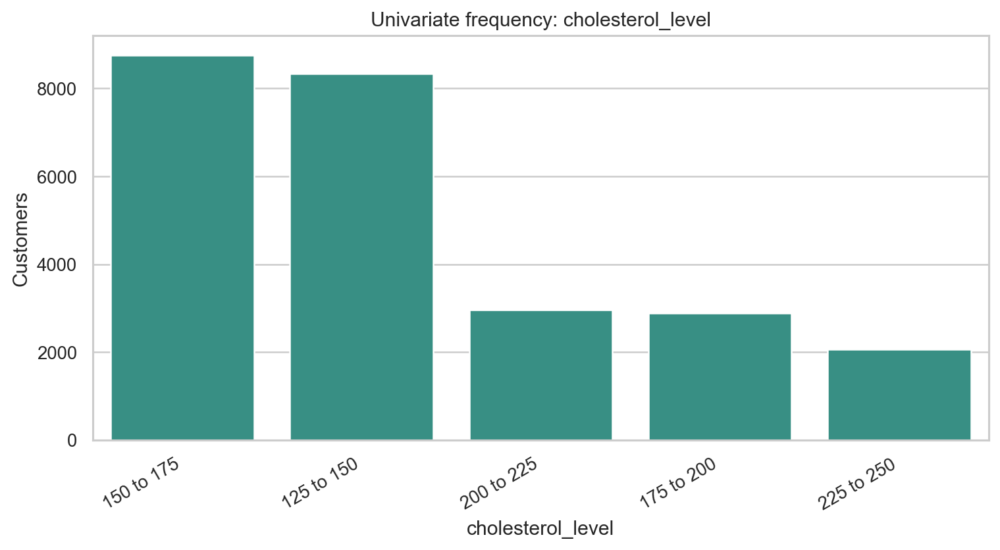 Univariate frequency: cholesterol_level
8000
6000
4000
2000
0
Customers
150 to 175
125 to 150
200 to 225
175 to 200
225 to 250
cholesterol_level